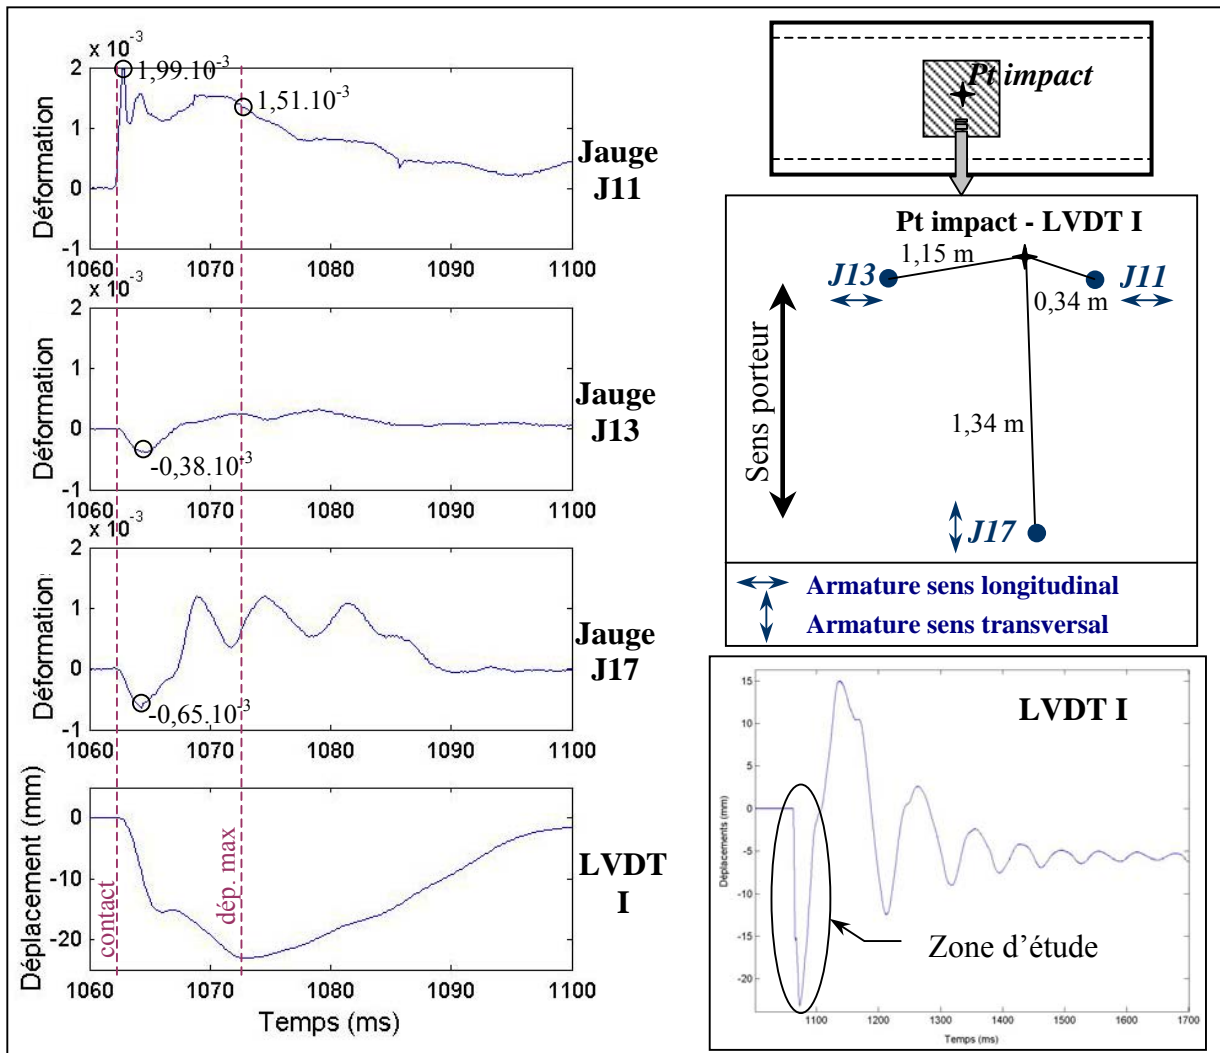 x 10⁻³
2
1
0
-1
Déformation
1,99.10⁻³
1,51.10⁻³
Jauge
J11
1060
1070
1080
1090
1100
x 10⁻³
2
1
0
-1
Déformation
-0,38.10⁻³
Jauge
J13
1060
1070
1080
1090
1100
x 10⁻³
2
1
0
-1
Déformation
-0,65.10⁻³
Jauge
J17
1060
1070
1080
1090
1100
0
-10
-20
Déplacement (mm)
contact
dép. max
LVDT
I
1060
1070
1080
1090
1100
Temps (ms)
Pt impact
Pt impact - LVDT I
1,15 m
J13
J11
0,34 m
Sens porteur
1,34 m
J17
Armature sens longitudinal
Armature sens transversal
LVDT I
15
10
5
0
-5
-10
-15
-20
Déplacements (mm)
Zone d’étude
1100
1200
1300
1400
1500
1600
1700
Temps (ms)